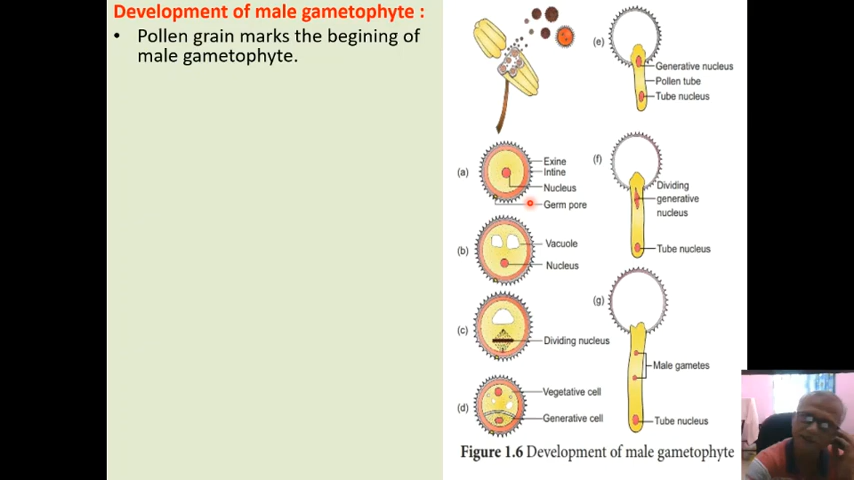 Development of male gametophyte :
• Pollen grain marks the begining of
male gametophyte.
(a)
Exine
Intine
Nucleus
Germ pore
(b)
Vacuole
Nucleus
(c)
Dividing nucleus
(d)
Vegetative cell
Generative cell
(e)
Generative nucleus
Pollen tube
Tube nucleus
(f)
Dividing
generative
nucleus
Tube nucleus
(g)
Male gametes
Tube nucleus
Figure 1.6 Development of male gametophyte